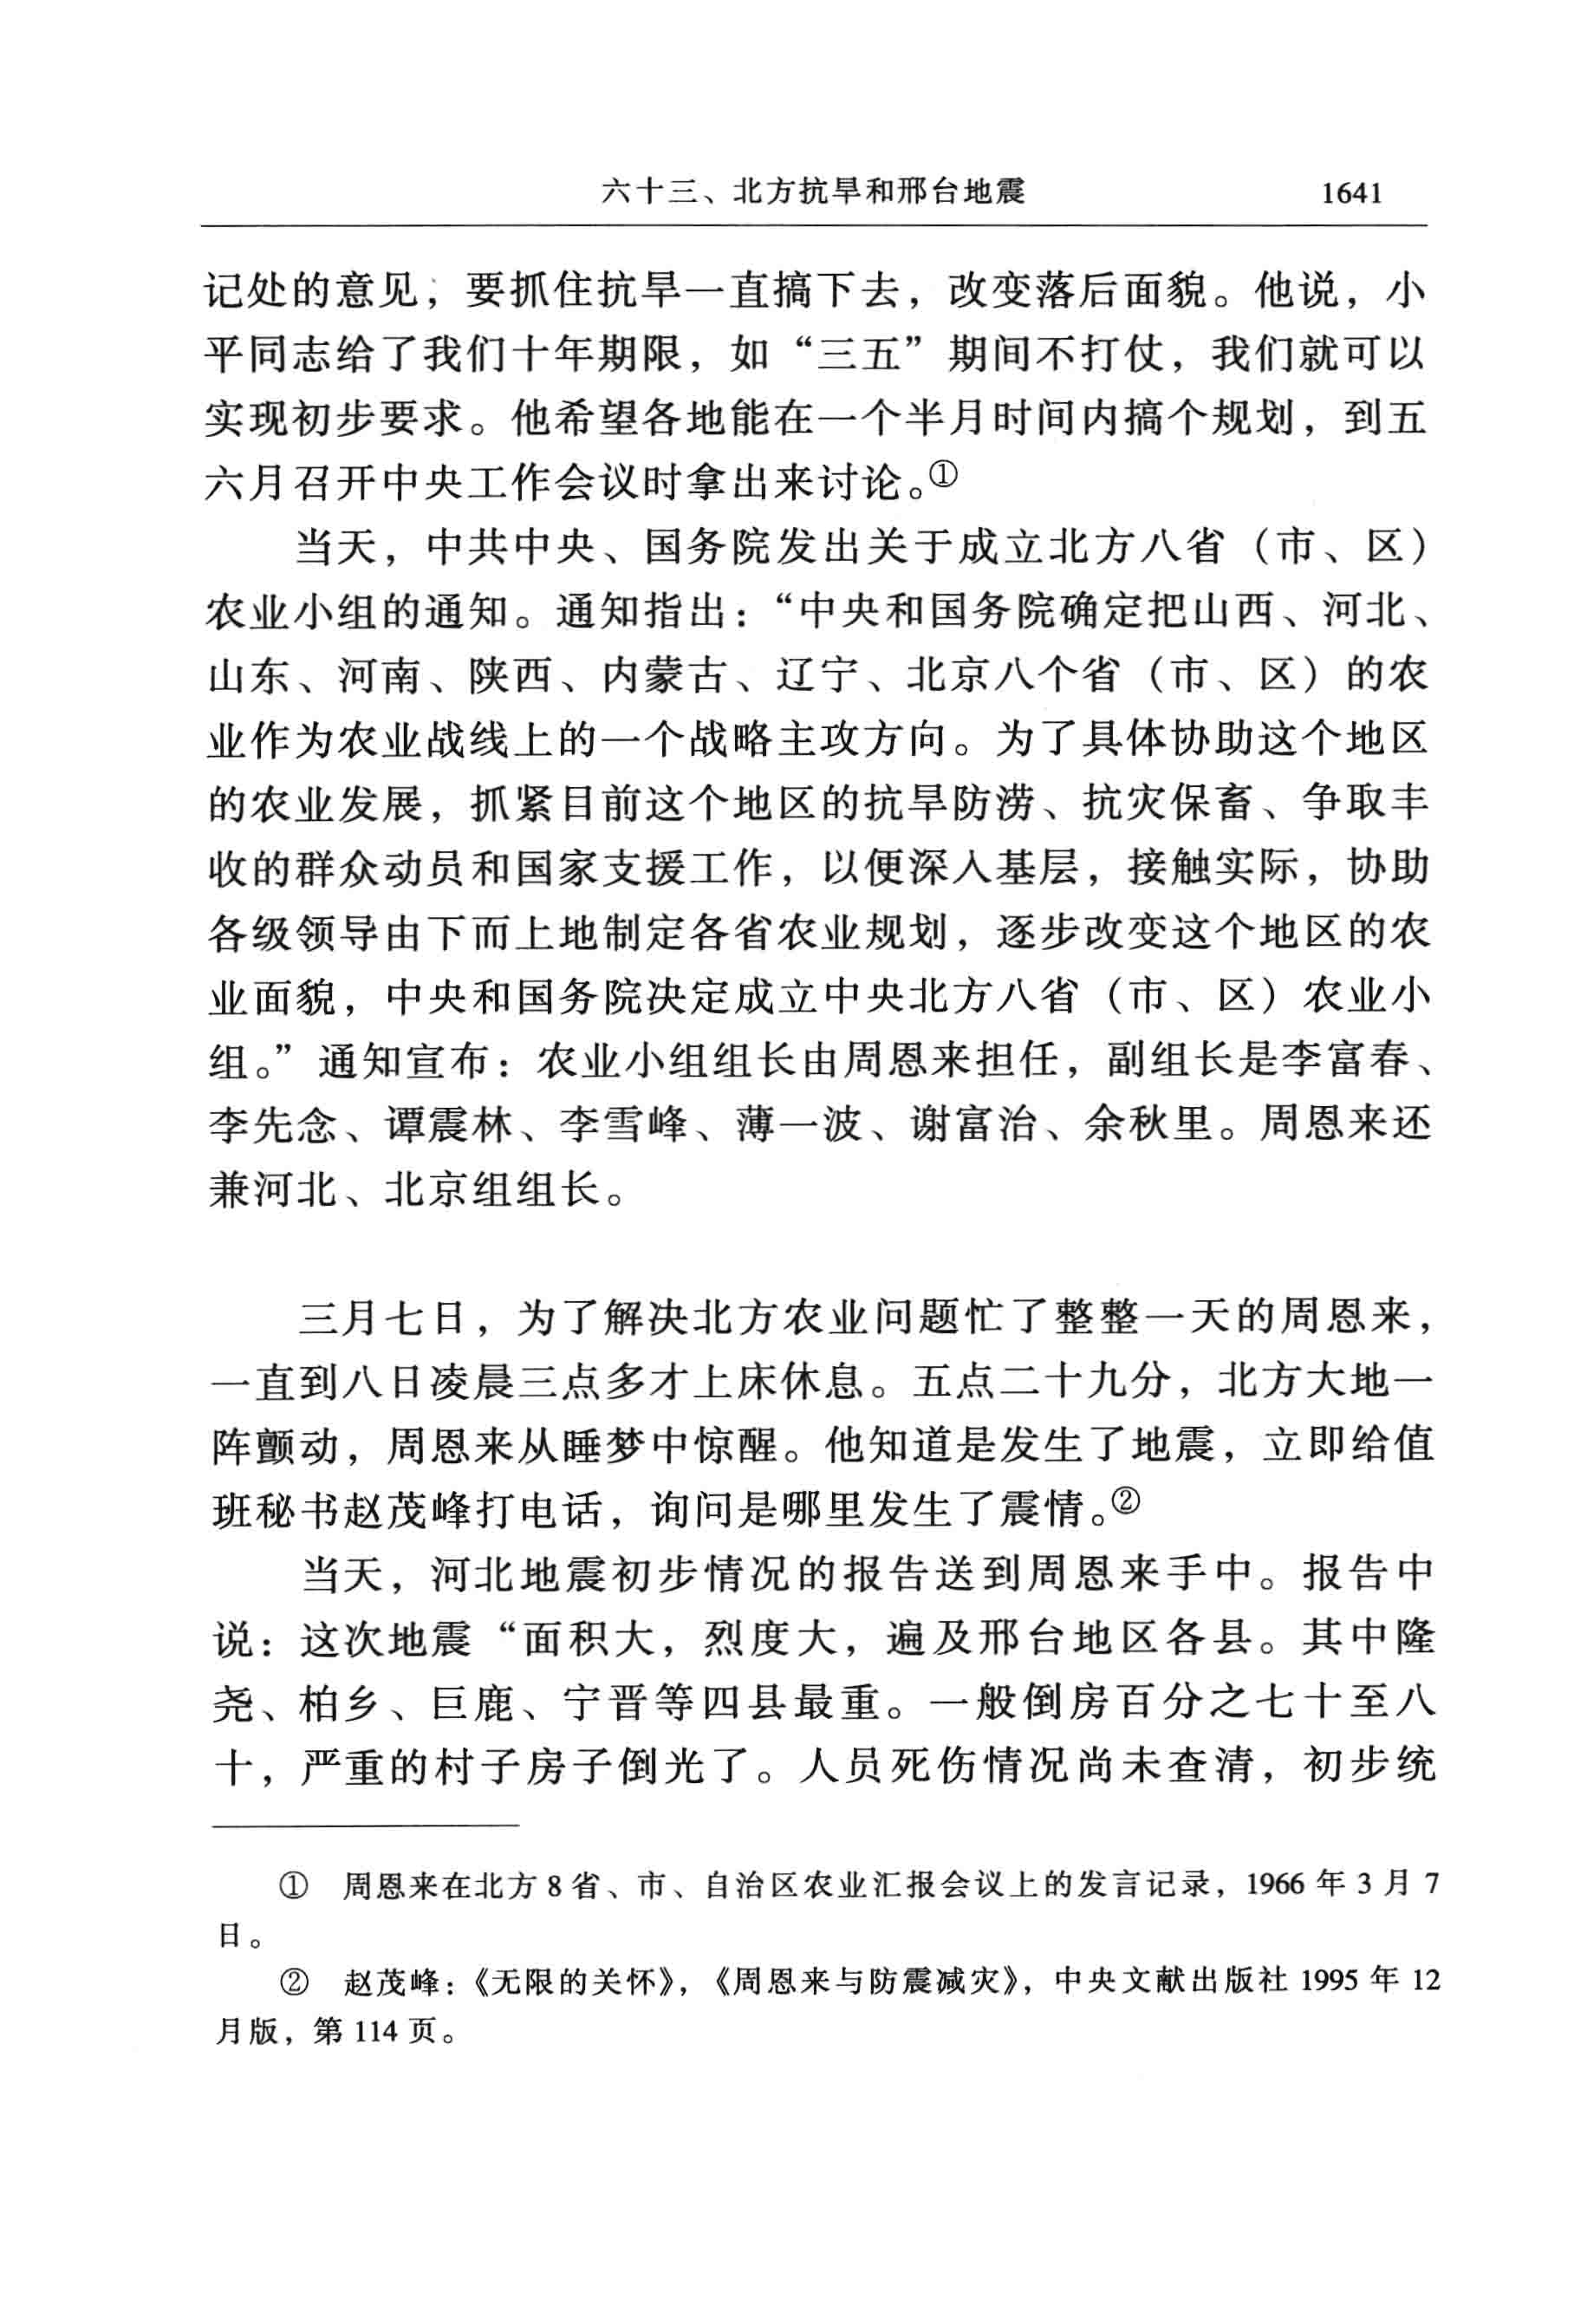 六十三、北方抗旱和邢台地震 1641
记处的意见；要抓住抗旱一直搞下去，改变落后面貌。他说，小
平同志给了我们十年期限，如“三五”期间不打仗，我们就可以
实现初步要求。他希望各地能在一个半月时间内搞个规划，到五
六月召开中央工作会议时拿出来讨论。①
当天，中共中央、国务院发出关于成立北方八省（市、区）
农业小组的通知。通知指出：“中央和国务院确定把山西、河北、
山东、河南、陕西、内蒙古、辽宁、北京八个省（市、区）的农
业作为农业战线上的一个战略主攻方向。为了具体协助这个地区
的农业发展，抓紧目前这个地区的抗旱防涝、抗灾保畜、争取丰
收的群众动员和国家支援工作，以便深入基层，接触实际，协助
各级领导由下而上地制定各省农业规划，逐步改变这个地区的农
业面貌，中央和国务院决定成立中央北方八省（市、区）农业小
组。”通知宣布：农业小组组长由周恩来担任，副组长是李富春、
李先念、谭震林、李雪峰、薄一波、谢富治、余秋里。周恩来还
兼河北、北京组组长。
三月七日，为了解决北方农业问题忙了整整一天的周恩来，
一直到八日凌晨三点多才上床休息。五点二十九分，北方大地一
阵颤动，周恩来从睡梦中惊醒。他知道是发生了地震，立即给值
班秘书赵茂峰打电话，询问是哪里发生了震情。②
当天，河北地震初步情况的报告送到周恩来手中。报告中
说：这次地震“面积大，烈度大，遍及邢台地区各县。其中隆
尧、柏乡、巨鹿、宁晋等四县最重。一般倒房百分之七十至八
十，严重的村子房子倒光了。人员死伤情况尚未查清，初步统
① 周恩来在北方8省、市、自治区农业汇报会议上的发言记录，1966年3月7
日。
② 赵茂峰：《无限的关怀》，《周恩来与防震减灾》，中央文献出版社1995年12
月版，第114页。